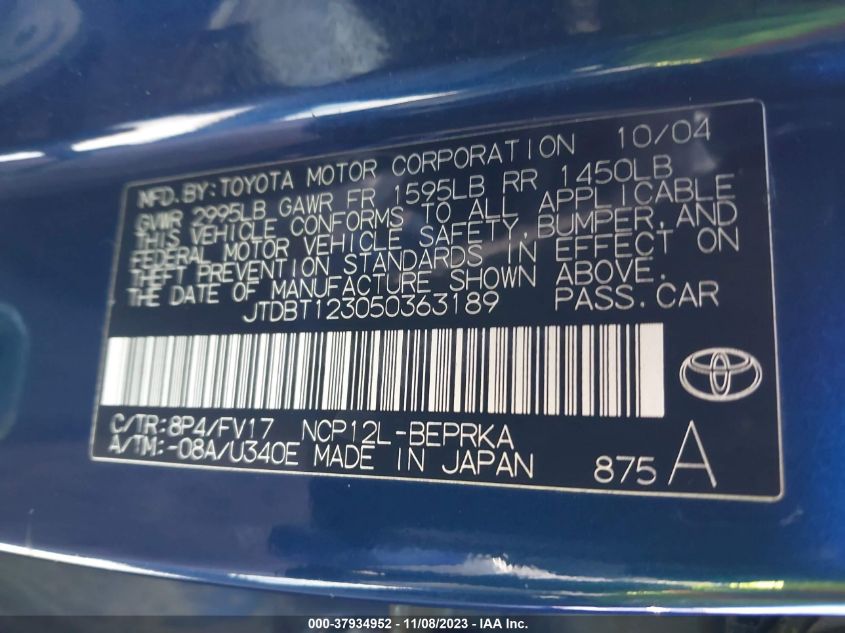 MFD. BY: TOYOTA MOTOR CORPORATION 10/04
GVWR 2995LB GAWR FR 1595LB RR 1450LB
THIS VEHICLE CONFORMS TO ALL APPLICABLE
FEDERAL MOTOR VEHICLE SAFETY, BUMPER, AND
THEFT PREVENTION STANDARDS IN EFFECT ON
THE DATE OF MANUFACTURE SHOWN ABOVE.
JTDBT123050363189 PASS. CAR
C/TR: 8P4/FV17 NCP12L-BEPRKA
A/TM: -08A/U340E MADE IN JAPAN 875 A
000-37934952 - 11/08/2023 - IAA Inc.